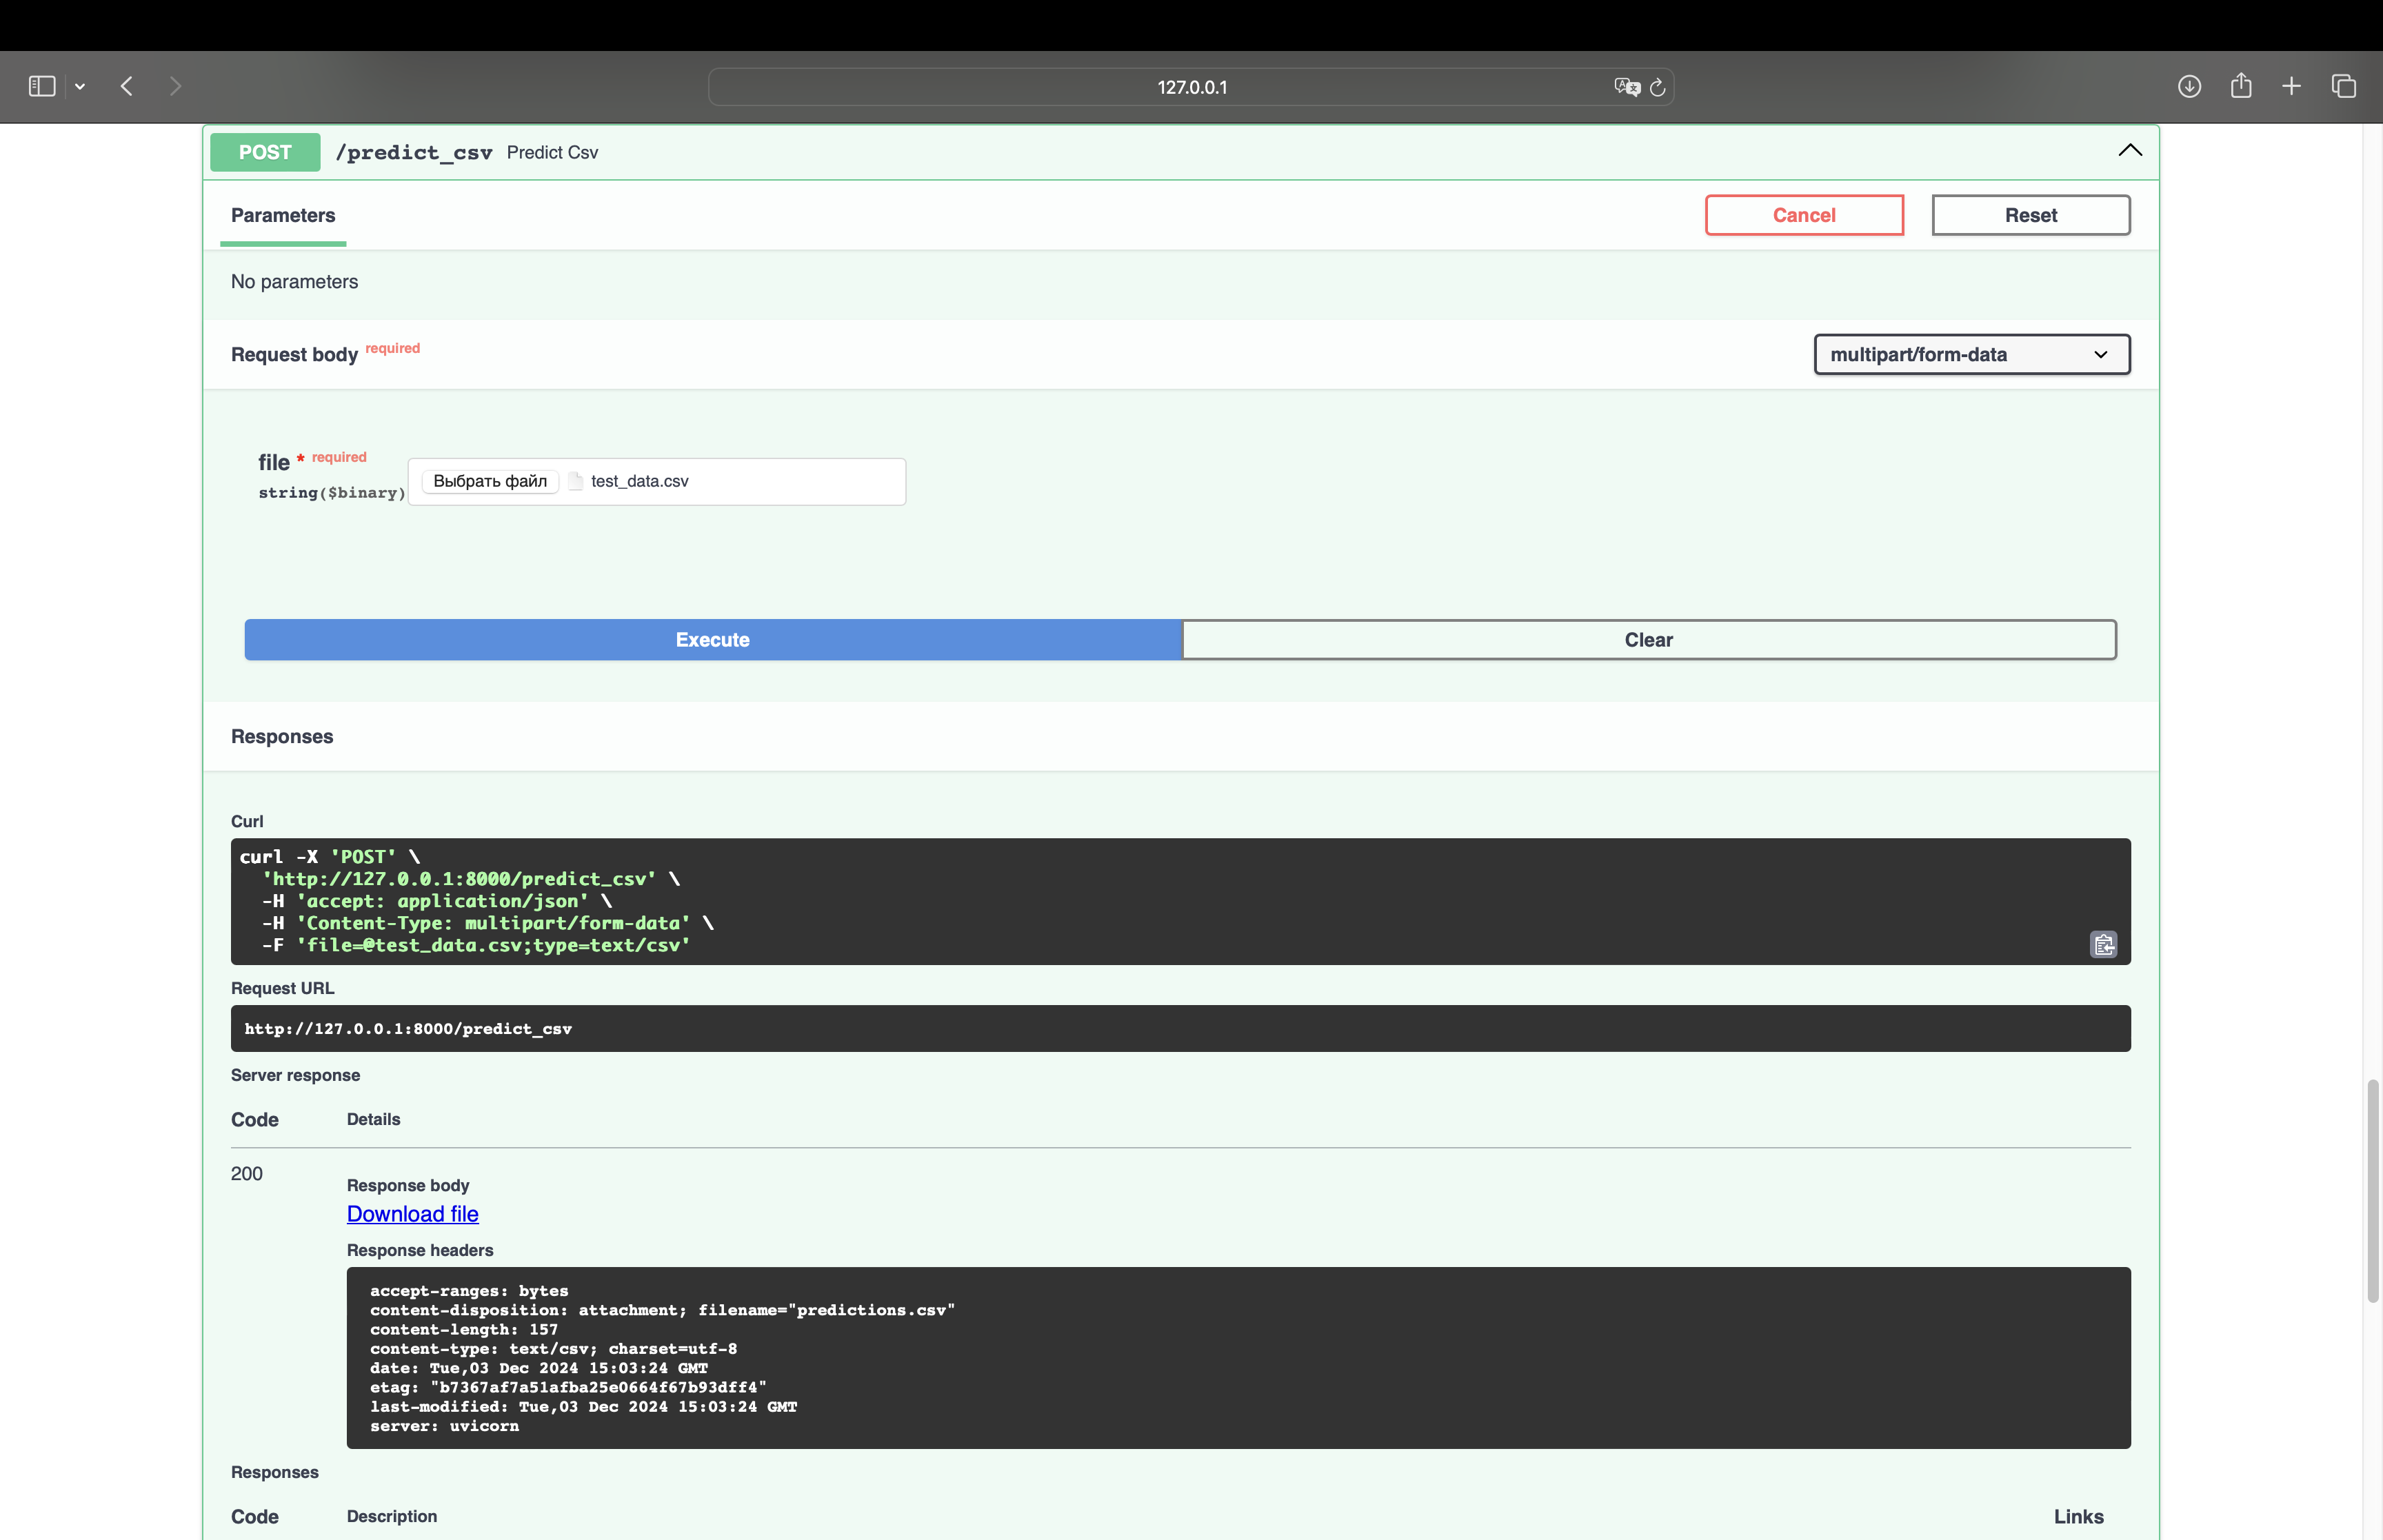 127.0.0.1
POST /predict_csv Predict Csv
Parameters
Cancel
Reset
No parameters
Request body required
multipart/form-data
file * required
string($binary)
Выбрать файл test_data.csv
Execute
Clear
Responses
Curl
curl -X 'POST' \
'http://127.0.0.1:8000/predict_csv' \
-H 'accept: application/json' \
-H 'Content-Type: multipart/form-data' \
-F 'file=@test_data.csv;type=text/csv'
Request URL
http://127.0.0.1:8000/predict_csv
Server response
Code Details
200
Response body
Download file
Response headers
accept-ranges: bytes
content-disposition: attachment; filename="predictions.csv"
content-length: 157
content-type: text/csv; charset=utf-8
date: Tue,03 Dec 2024 15:03:24 GMT
etag: "b7367af7a51afba25e0664f67b93dff4"
last-modified: Tue,03 Dec 2024 15:03:24 GMT
server: uvicorn
Responses
Code Description Links